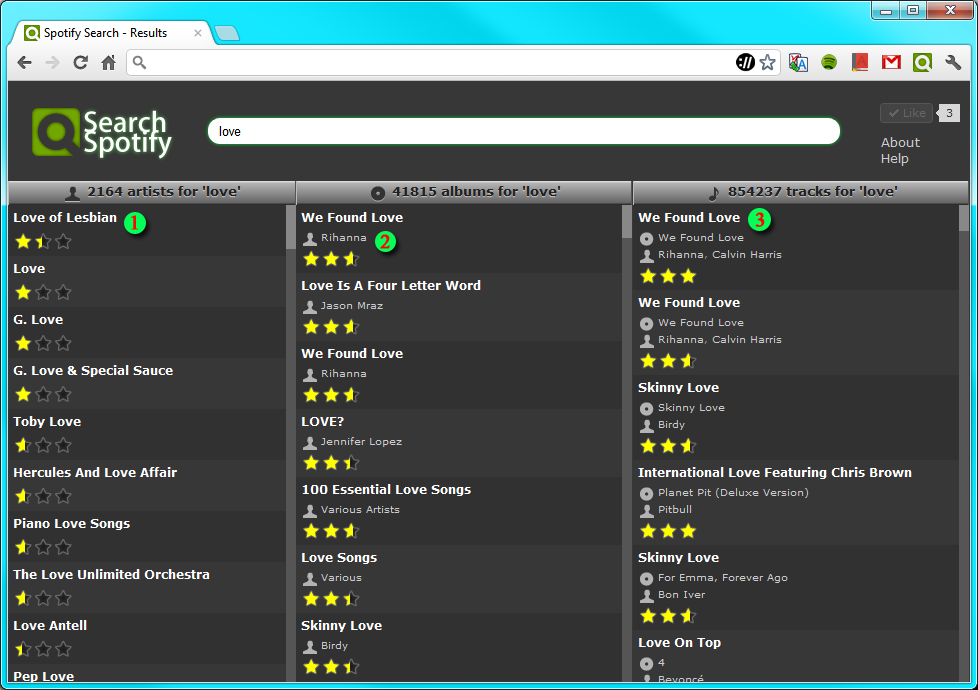 Spotify Search - Results
Search
Spotify
love
Like
3
About
Help
2164 artists for 'love'
Love of Lesbian
1
Love
G. Love
G. Love & Special Sauce
Toby Love
Hercules And Love Affair
Piano Love Songs
The Love Unlimited Orchestra
Love Antell
Pep Love
41815 albums for 'love'
We Found Love
Rihanna
2
Love Is A Four Letter Word
Jason Mraz
We Found Love
Rihanna
LOVE?
Jennifer Lopez
100 Essential Love Songs
Various Artists
Love Songs
Various
Skinny Love
Birdy
854237 tracks for 'love'
We Found Love
3
We Found Love
Rihanna, Calvin Harris
We Found Love
We Found Love
Rihanna, Calvin Harris
Skinny Love
Skinny Love
Birdy
International Love Featuring Chris Brown
Planet Pit (Deluxe Version)
Pitbull
Skinny Love
For Emma, Forever Ago
Bon Iver
Love On Top
4
Beyoncé